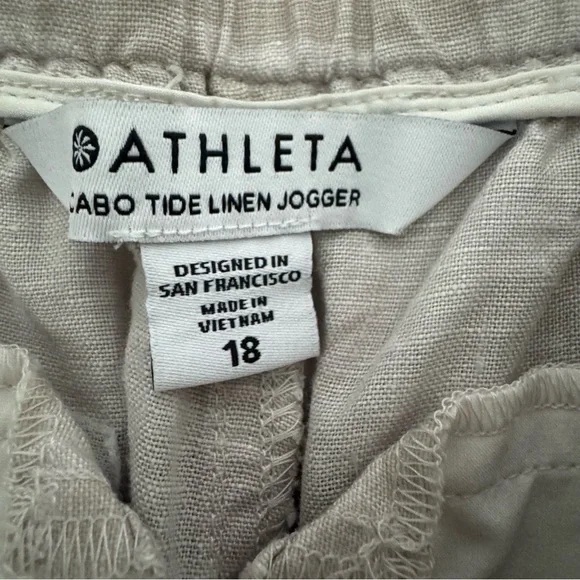 ATHLETA
CABO TIDE LINEN JOGGER
DESIGNED IN
SAN FRANCISCO
MADE IN
VIETNAM
18